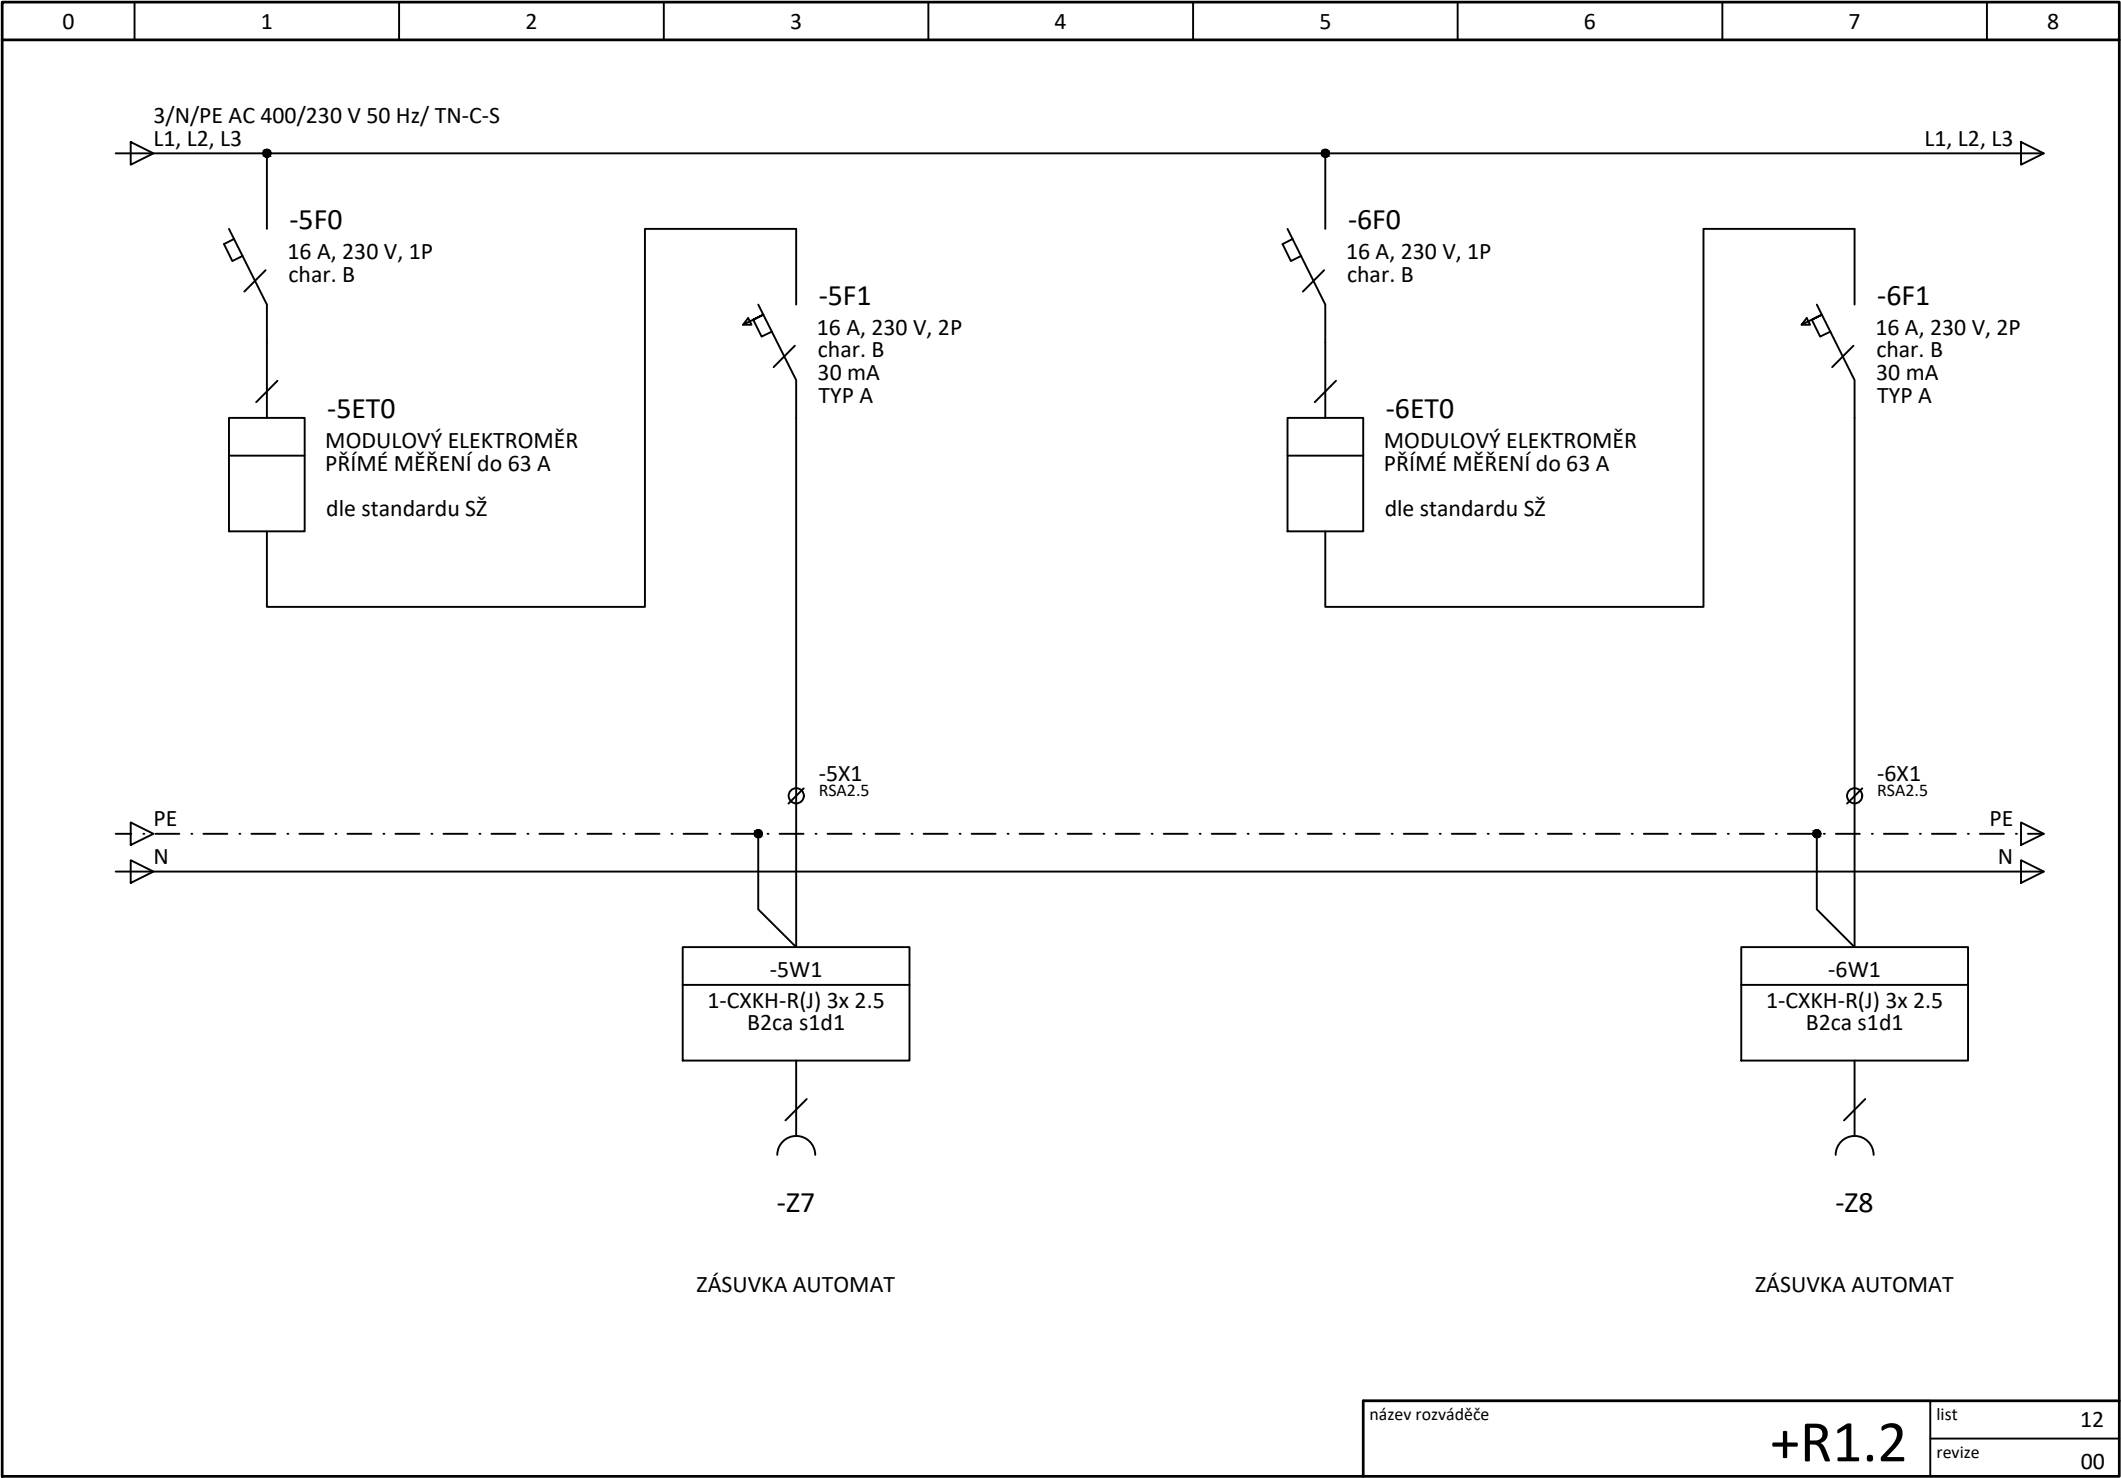 0 1 2 3 4 5 6 7 8
3/N/PE AC 400/230 V 50 Hz/ TN-C-S
L1, L2, L3
L1, L2, L3
-5F0
16 A, 230 V, 1P
char. B
-5F1
16 A, 230 V, 2P
char. B
30 mA
TYP A
-5ET0
MODULOVÝ ELEKTROMĚR
PŘÍMÉ MĚŘENÍ do 63 A
dle standardu SŽ
-6F0
16 A, 230 V, 1P
char. B
-6F1
16 A, 230 V, 2P
char. B
30 mA
TYP A
-6ET0
MODULOVÝ ELEKTROMĚR
PŘÍMÉ MĚŘENÍ do 63 A
dle standardu SŽ
-5X1
RSA2.5
-6X1
RSA2.5
PE
PE
N
N
-5W1
1-CXKH-R(J) 3x 2.5
B2ca s1d1
-6W1
1-CXKH-R(J) 3x 2.5
B2ca s1d1
-Z7
-Z8
ZÁSUVKA AUTOMAT
ZÁSUVKA AUTOMAT
název rozváděče
+R1.2
list 12
revize 00